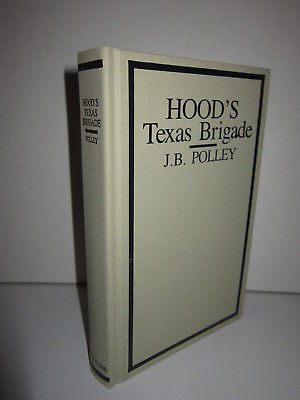 HOOD'S
TEXAS
BRIGADE
POLLEY
HOOD'S
Texas Brigade
J.B. POLLEY